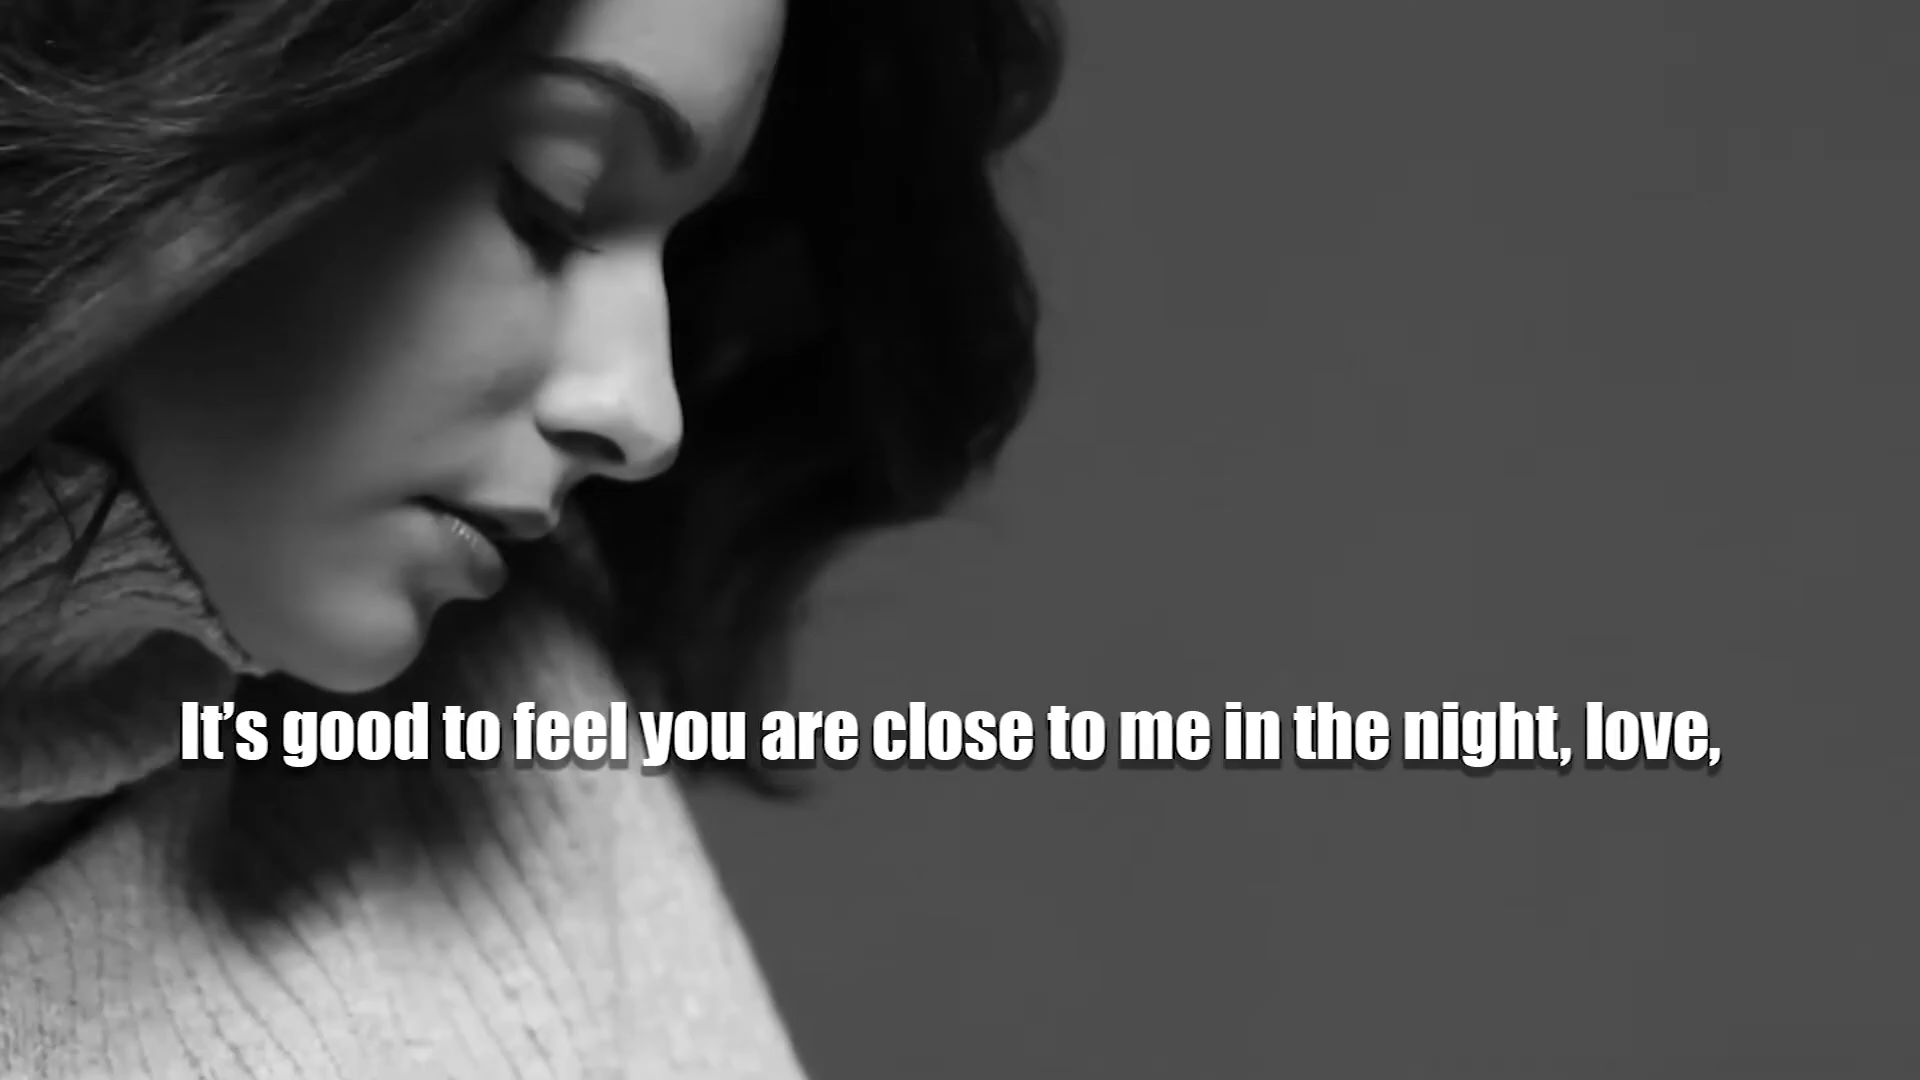 It’s good to feel you are close to me in the night, love,